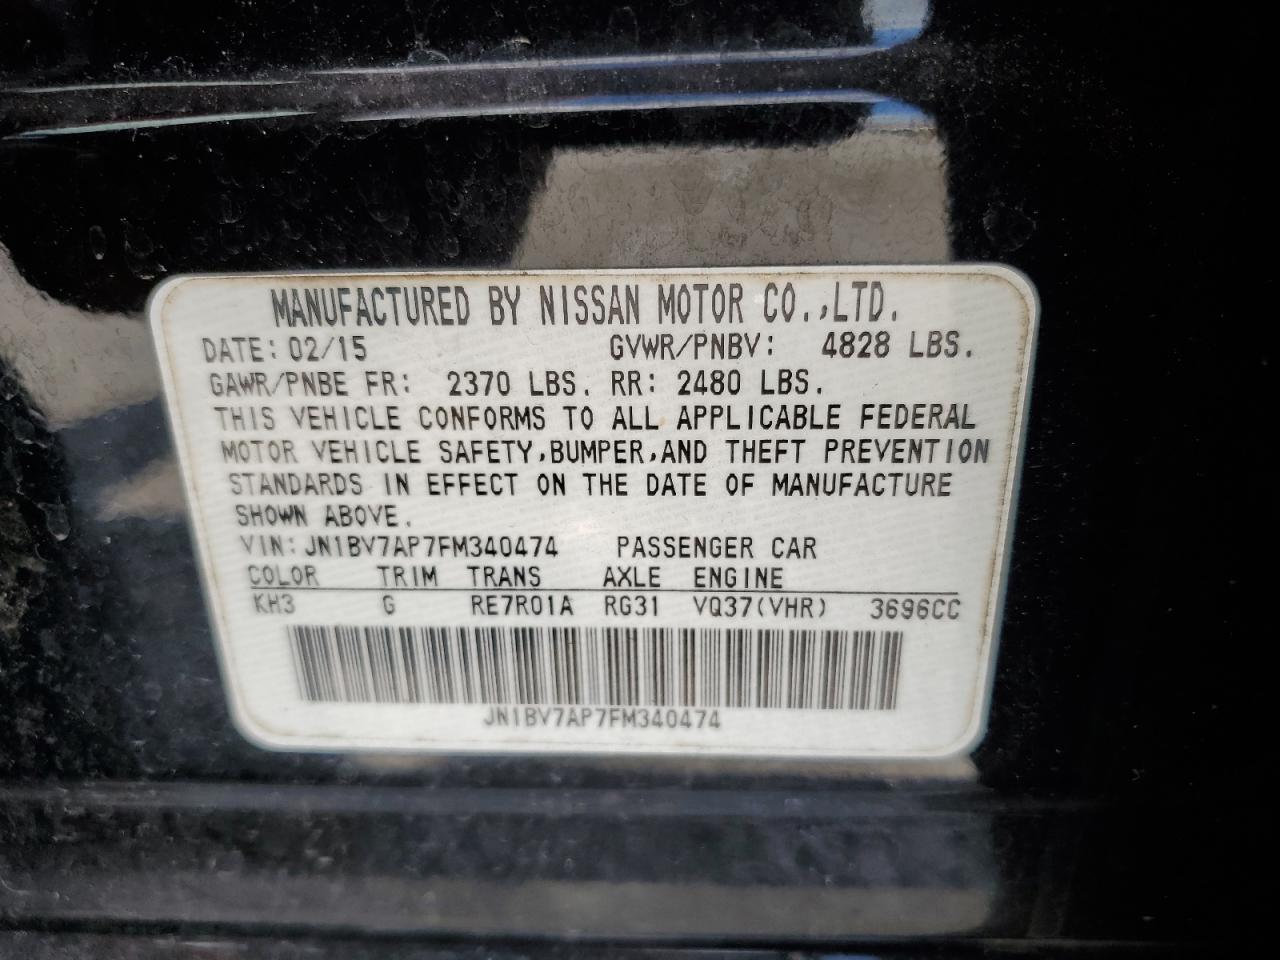 MANUFACTURED BY NISSAN MOTOR CO.,LTD.
DATE: 02/15 GVWR/PNBV: 4828 LBS.
GAWR/PNBE FR: 2370 LBS. RR: 2480 LBS.
THIS VEHICLE CONFORMS TO ALL APPLICABLE FEDERAL
MOTOR VEHICLE SAFETY,BUMPER,AND THEFT PREVENTION
STANDARDS IN EFFECT ON THE DATE OF MANUFACTURE
SHOWN ABOVE.
VIN: JN1BV7AP7FM340474 PASSENGER CAR
COLOR TRIM TRANS AXLE ENGINE
KH3 G RE7R01A RG31 VQ37(VHR) 3696CC
JN1BV7AP7FM340474